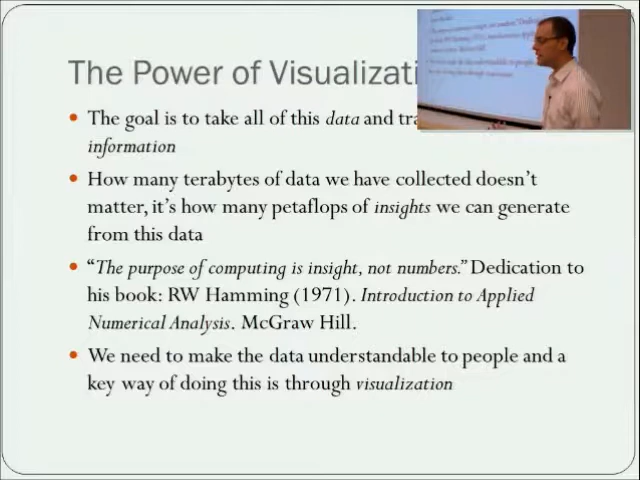 The Power of Visualizati
The goal is to take all of this data and tra
information
How many terabytes of data we have collected doesn't
matter, it's how many petaflops of insights we can generate
from this data
"The purpose of computing is insight, not numbers." Dedication to
his book: RW Hamming (1971). Introduction to Applied
Numerical Analysis. McGraw Hill.
We need to make the data understandable to people and a
key way of doing this is through visualization